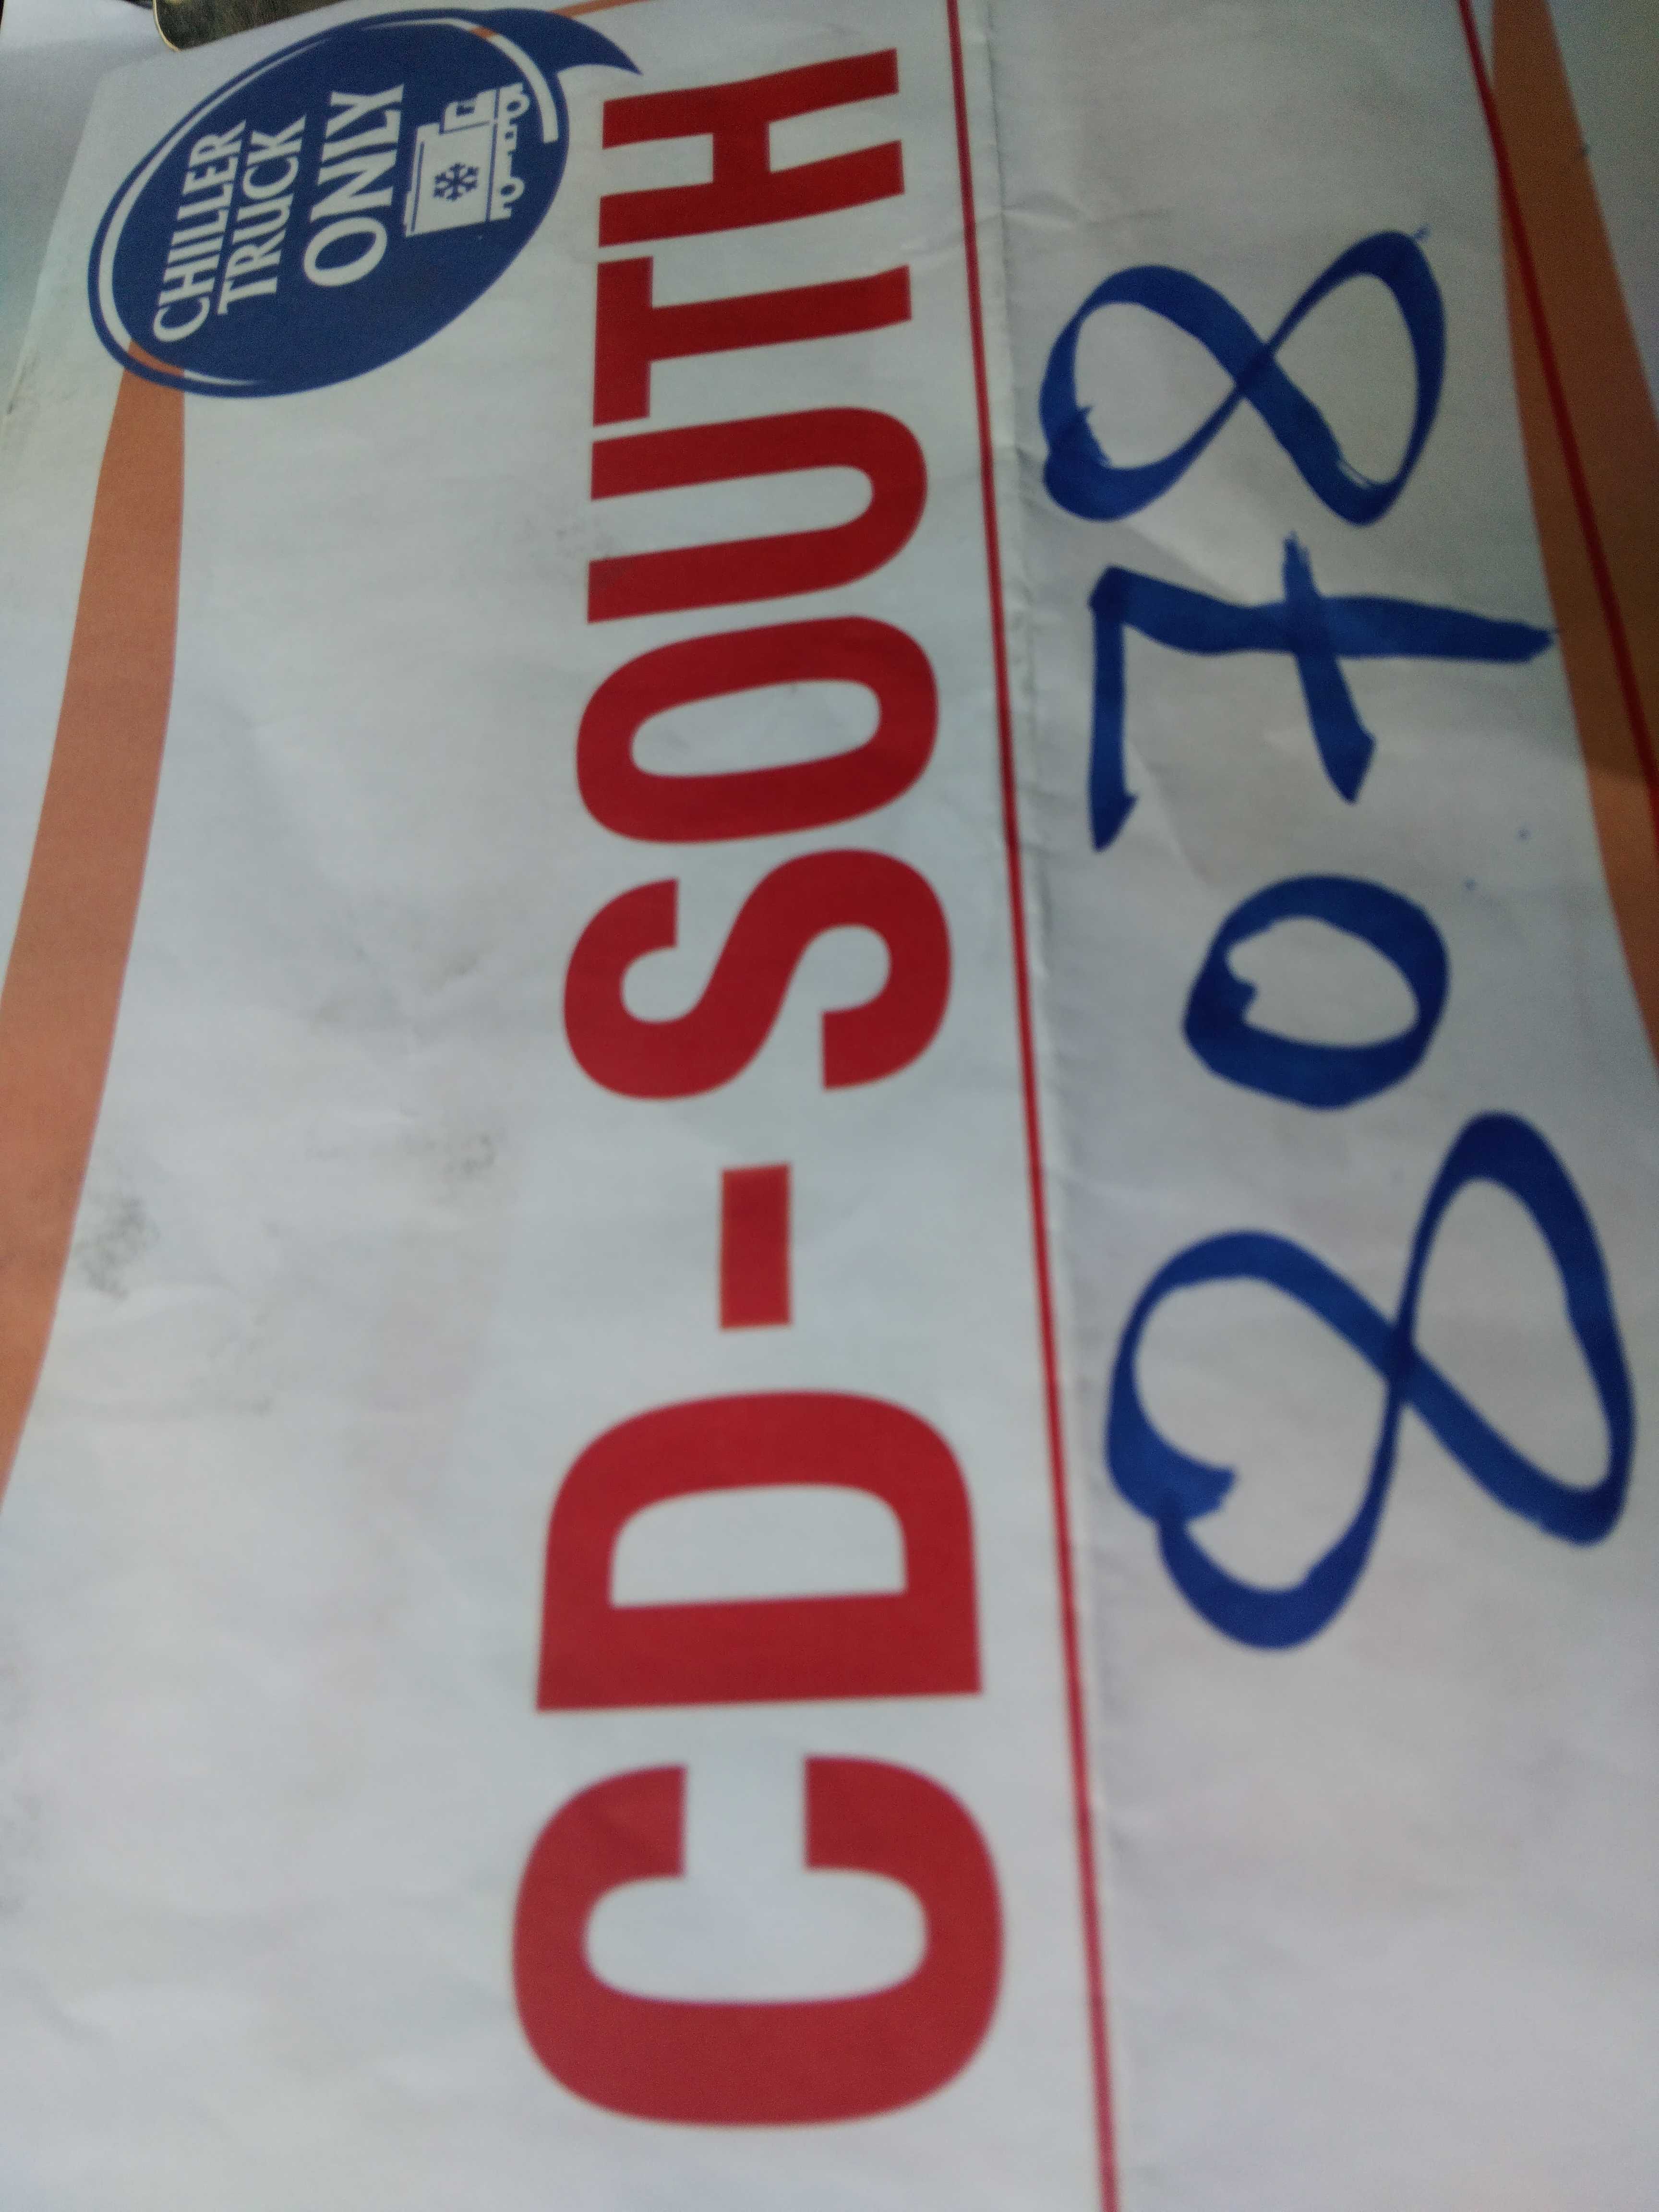 CHILLER
TRUCK
ONLY
CD-SOUTH
8078